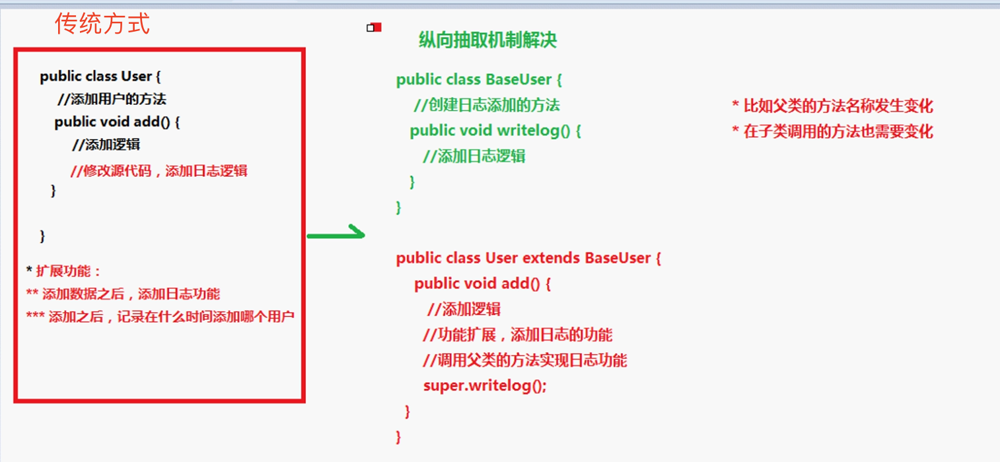 传统方式
public class User {
//添加用户的方法
public void add() {
//添加逻辑
//修改源代码，添加日志逻辑
}
}
* 扩展功能：
** 添加数据之后，添加日志功能
*** 添加之后，记录在什么时间添加哪个用户
纵向抽取机制解决
public class BaseUser {
//创建日志添加的方法
public void writelog() {
//添加日志逻辑
}
}
public class User extends BaseUser {
public void add() {
//添加逻辑
//功能扩展，添加日志的功能
//调用父类的方法实现日志功能
super.writelog();
}
}
* 比如父类的方法名称发生变化
* 在子类调用的方法也需要变化